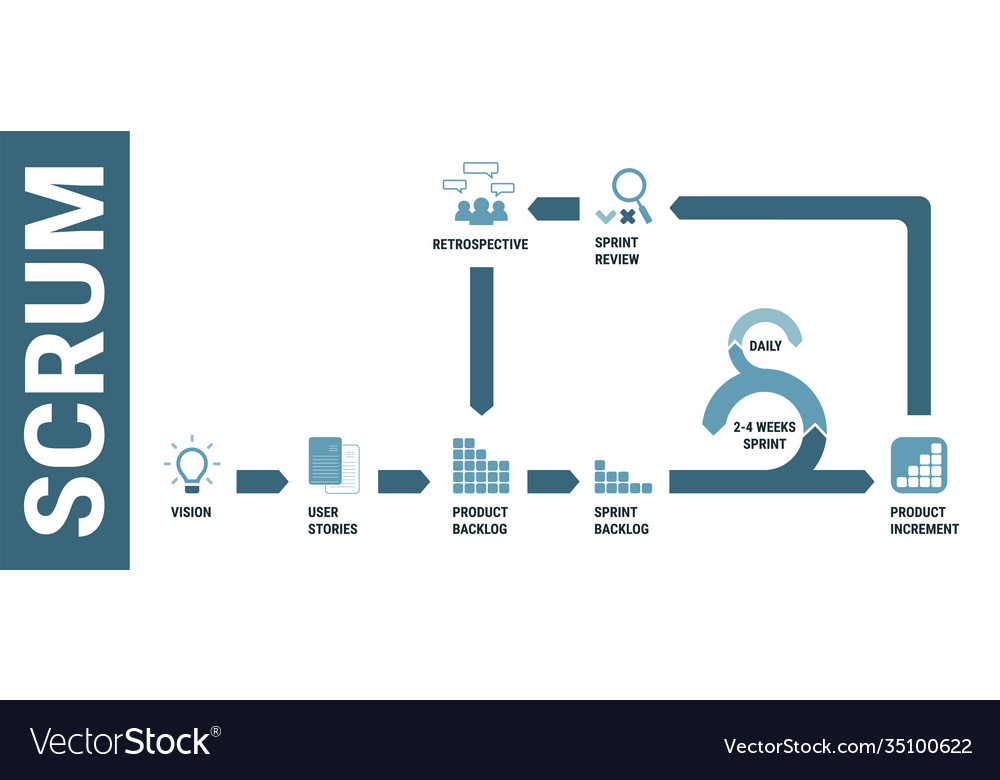 SCRUM
RETROSPECTIVE
SPRINT
REVIEW
DAILY
2-4 WEEKS
SPRINT
VISION
USER
STORIES
PRODUCT
BACKLOG
SPRINT
BACKLOG
PRODUCT
INCREMENT
VectorStock®
VectorStock.com/35100622